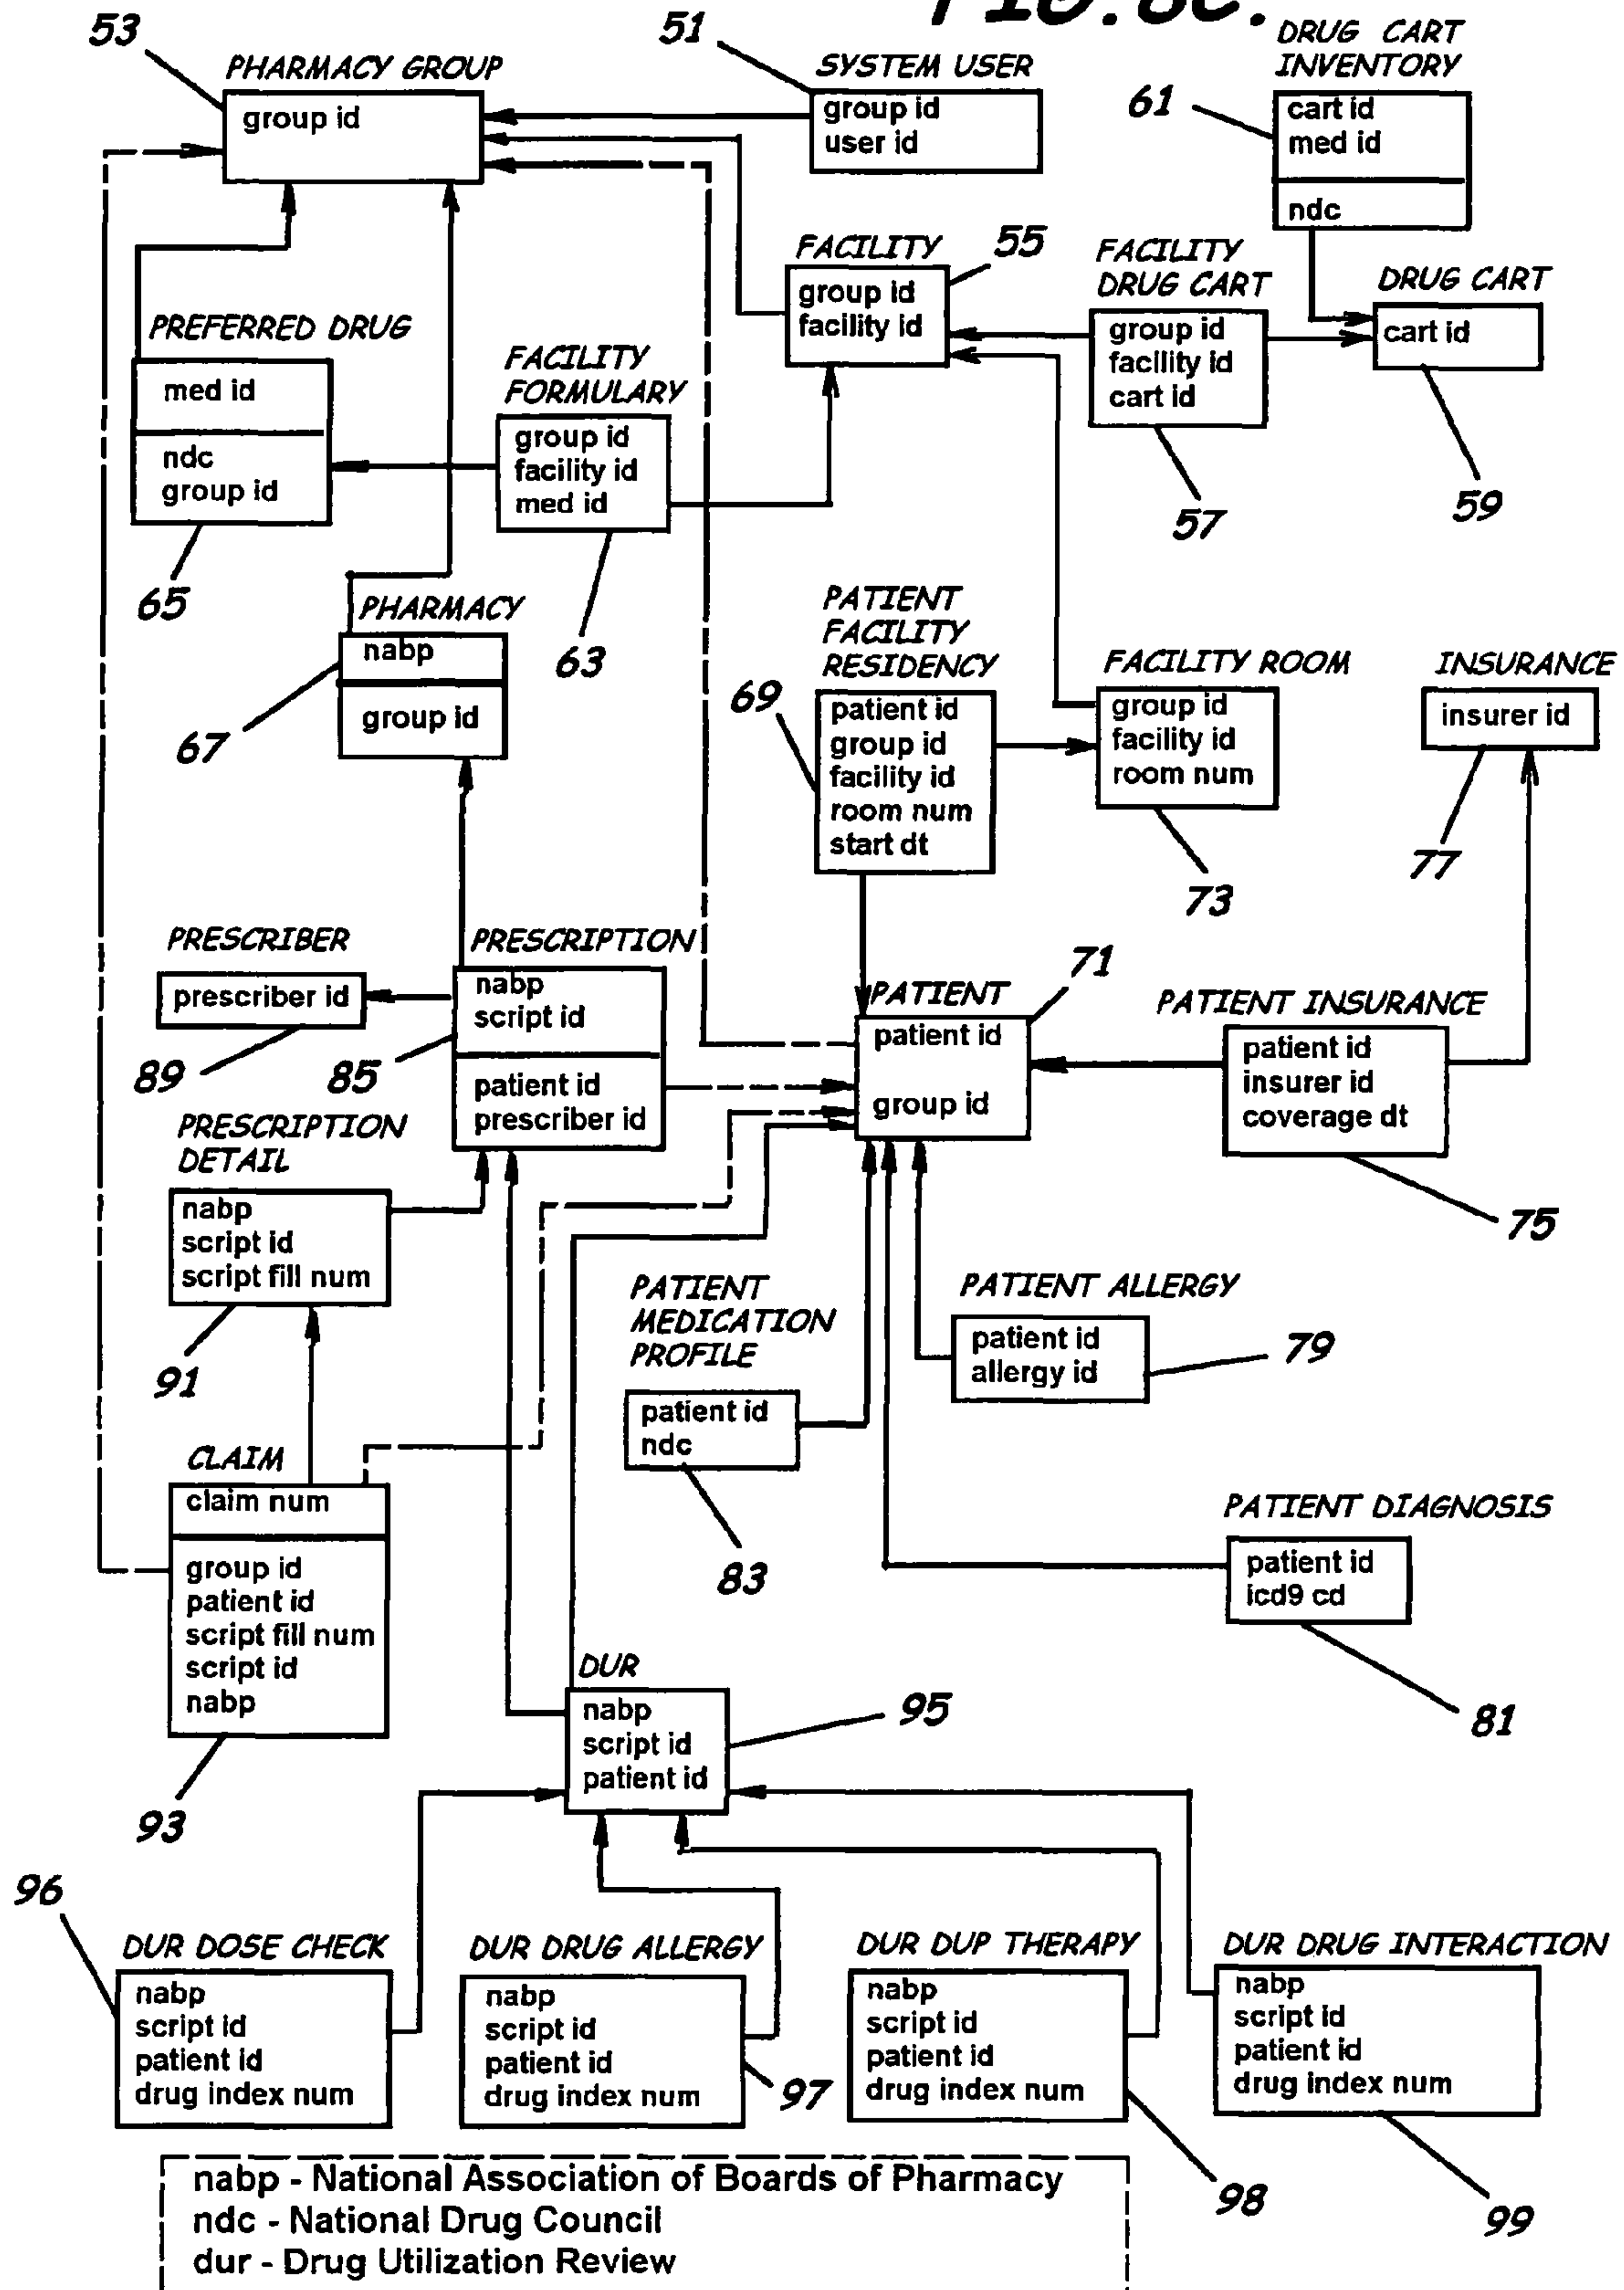 FIG. 8C.
53
PHARMACY GROUP
group id
51
SYSTEM USER
group id
user id
DRUG CART
INVENTORY
61
cart id
med id
ndc
FACILITY
55
group id
facility id
FACILITY
DRUG CART
group id
facility id
cart id
57
DRUG CART
cart id
59
PREFERRED DRUG
med id
ndc
group id
65
FACILITY
FORMULARY
group id
facility id
med id
63
PHARMACY
nabp
group id
67
PATIENT
FACILITY
RESIDENCY
69
patient id
group id
facility id
room num
start dt
FACILITY ROOM
group id
facility id
room num
73
INSURANCE
insurer id
77
PRESCRIBER
prescriber id
89
PRESCRIPTION
nabp
script id
patient id
prescriber id
85
PATIENT
71
patient id
group id
PATIENT INSURANCE
patient id
insurer id
coverage dt
75
PRESCRIPTION
DETAIL
nabp
script id
script fill num
91
PATIENT
MEDICATION
PROFILE
patient id
ndc
83
PATIENT ALLERGY
patient id
allergy id
79
CLAIM
claim num
group id
patient id
script fill num
script id
nabp
93
PATIENT DIAGNOSIS
patient id
icd9 cd
81
DUR
nabp
script id
patient id
95
96
DUR DOSE CHECK
nabp
script id
patient id
drug index num
DUR DRUG ALLERGY
nabp
script id
patient id
drug index num
97
DUR DUP THERAPY
nabp
script id
patient id
drug index num
98
DUR DRUG INTERACTION
nabp
script id
patient id
drug index num
99
nabp - National Association of Boards of Pharmacy
ndc - National Drug Council
dur - Drug Utilization Review